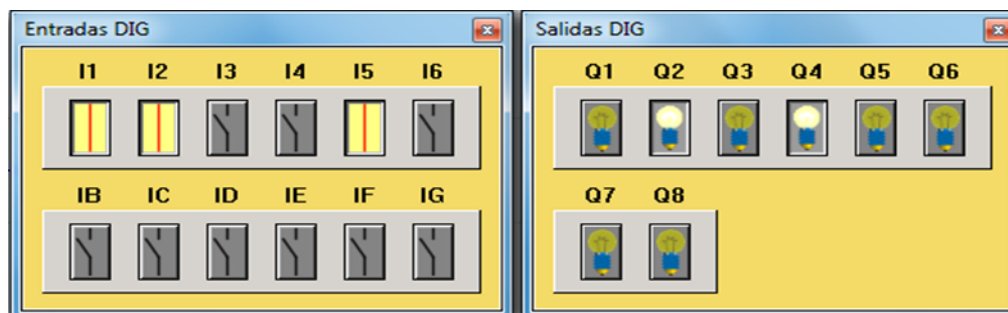 Entradas DIG
I1 I2 I3 I4 I5 I6
IB IC ID IE IF IG
Salidas DIG
Q1 Q2 Q3 Q4 Q5 Q6
Q7 Q8